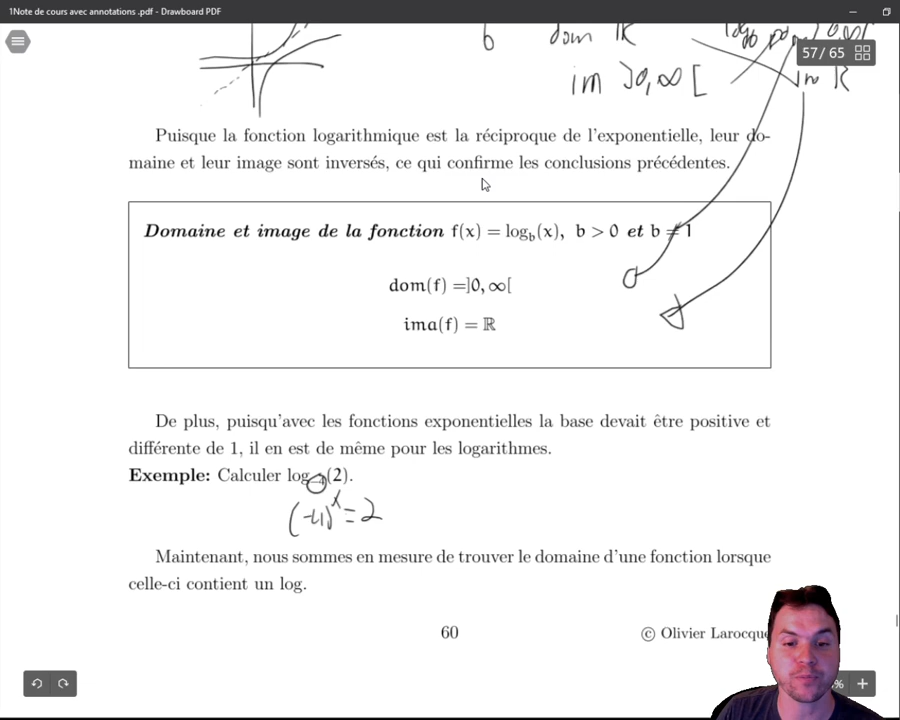 1Note de cours avec annotations .pdf - Drawboard PDF
57 / 65
b dom ℝ
im ]0,∞[ im ℝ
Puisque la fonction logarithmique est la réciproque de l'exponentielle, leur do-
maine et leur image sont inversés, ce qui confirme les conclusions précédentes.
Domaine et image de la fonction f(x) = log_b(x), b > 0 et b ≠ 1
dom(f) =]0, ∞[
ima(f) = ℝ
De plus, puisqu'avec les fonctions exponentielles la base devait être positive et
différente de 1, il en est de même pour les logarithmes.
Exemple: Calculer log₋₄(2).
(-4)^x = 2
Maintenant, nous sommes en mesure de trouver le domaine d'une fonction lorsque
celle-ci contient un log.
60
© Olivier Larocque
%